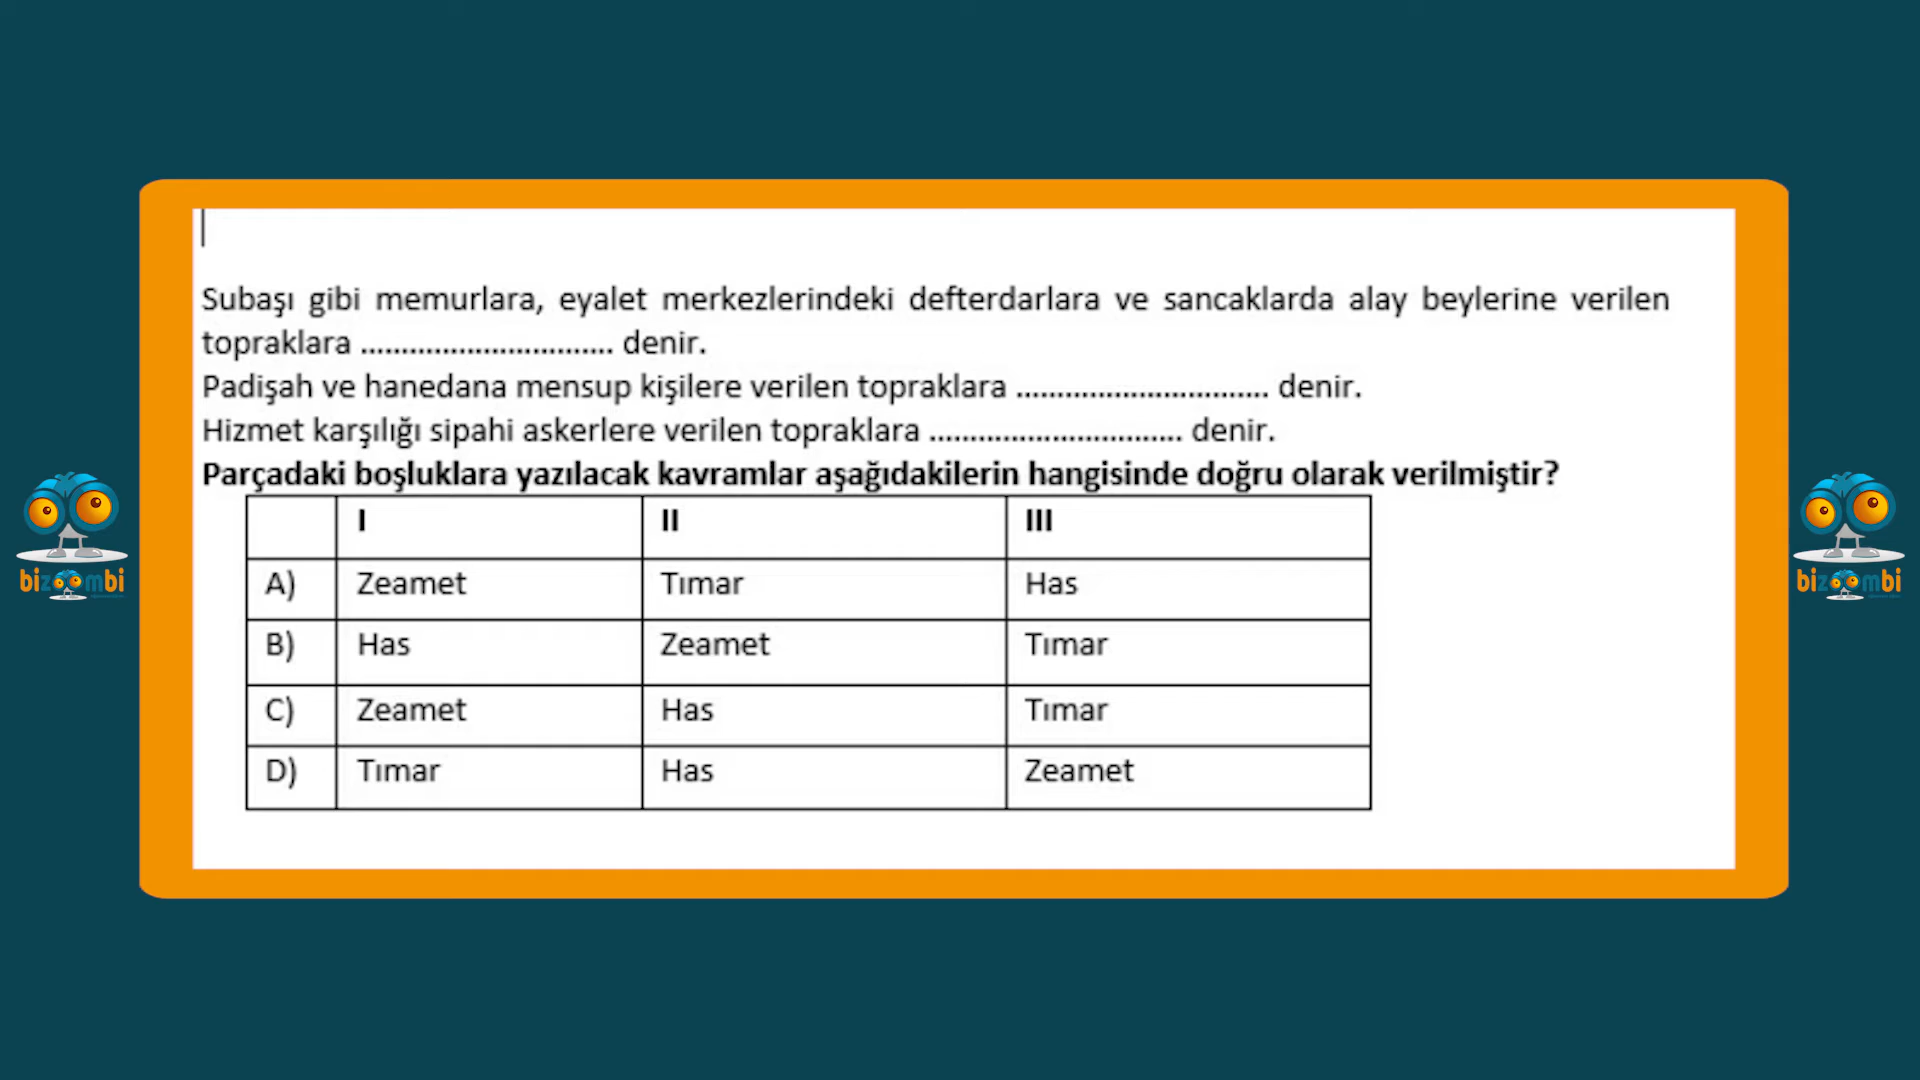 Subaşı gibi memurlara, eyalet merkezlerindeki defterdarlara ve sancaklarda alay beylerine verilen
topraklara ............................... denir.
Padişah ve hanedana mensup kişilere verilen topraklara ............................... denir.
Hizmet karşılığı sipahi askerlere verilen topraklara ............................... denir.
Parçadaki boşluklara yazılacak kavramlar aşağıdakilerin hangisinde doğru olarak verilmiştir?
I II III
A) Zeamet Tımar Has
B) Has Zeamet Tımar
C) Zeamet Has Tımar
D) Tımar Has Zeamet
bizoombi
bizoombi